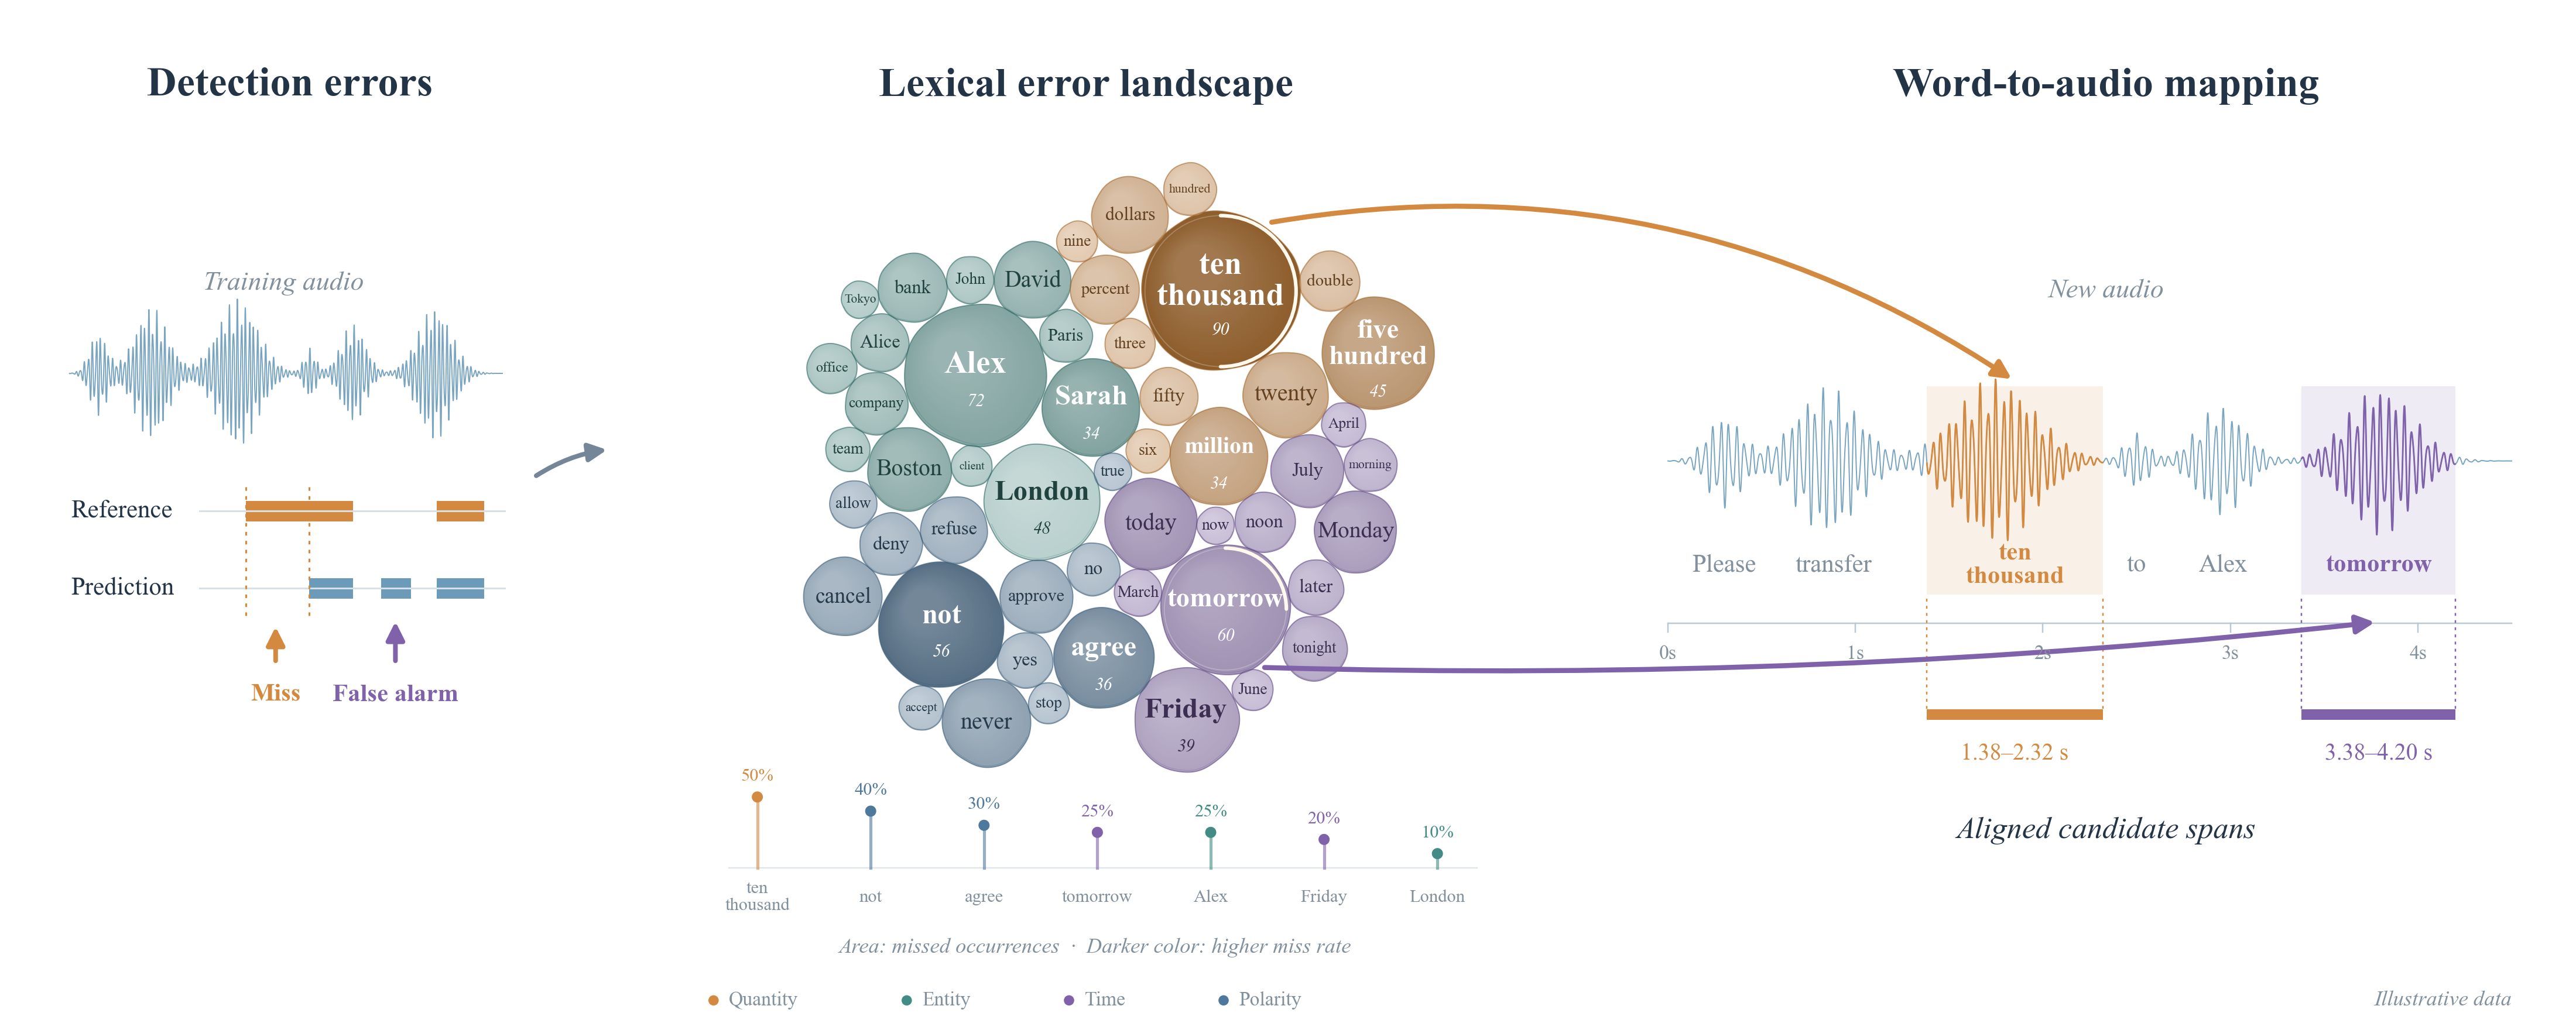 Detection errors
Lexical error landscape
Word-to-audio mapping
Training audio
Reference
Prediction
Miss
False alarm
hundred
dollars
nine
ten
thousand
90
bank
John
David
percent
double
Tokyo
five
hundred
45
Alice
Paris
three
Alex
72
office
company
Sarah
34
fifty
twenty
April
team
Boston
client
true
six
million
34
July
morning
allow
London
48
refuse
deny
today
now
noon
Monday
cancel
no
approve
March
tomorrow
60
later
not
56
yes
agree
36
tonight
accept
never
stop
June
Friday
39
50%
40%
30%
25%
25%
20%
10%
ten
thousand
not
agree
tomorrow
Alex
Friday
London
Area: missed occurrences · Darker color: higher miss rate
Quantity
Entity
Time
Polarity
New audio
Please
transfer
ten
thousand
to
Alex
tomorrow
0s
1s
2s
3s
4s
1.38–2.32 s
3.38–4.20 s
Aligned candidate spans
Illustrative data